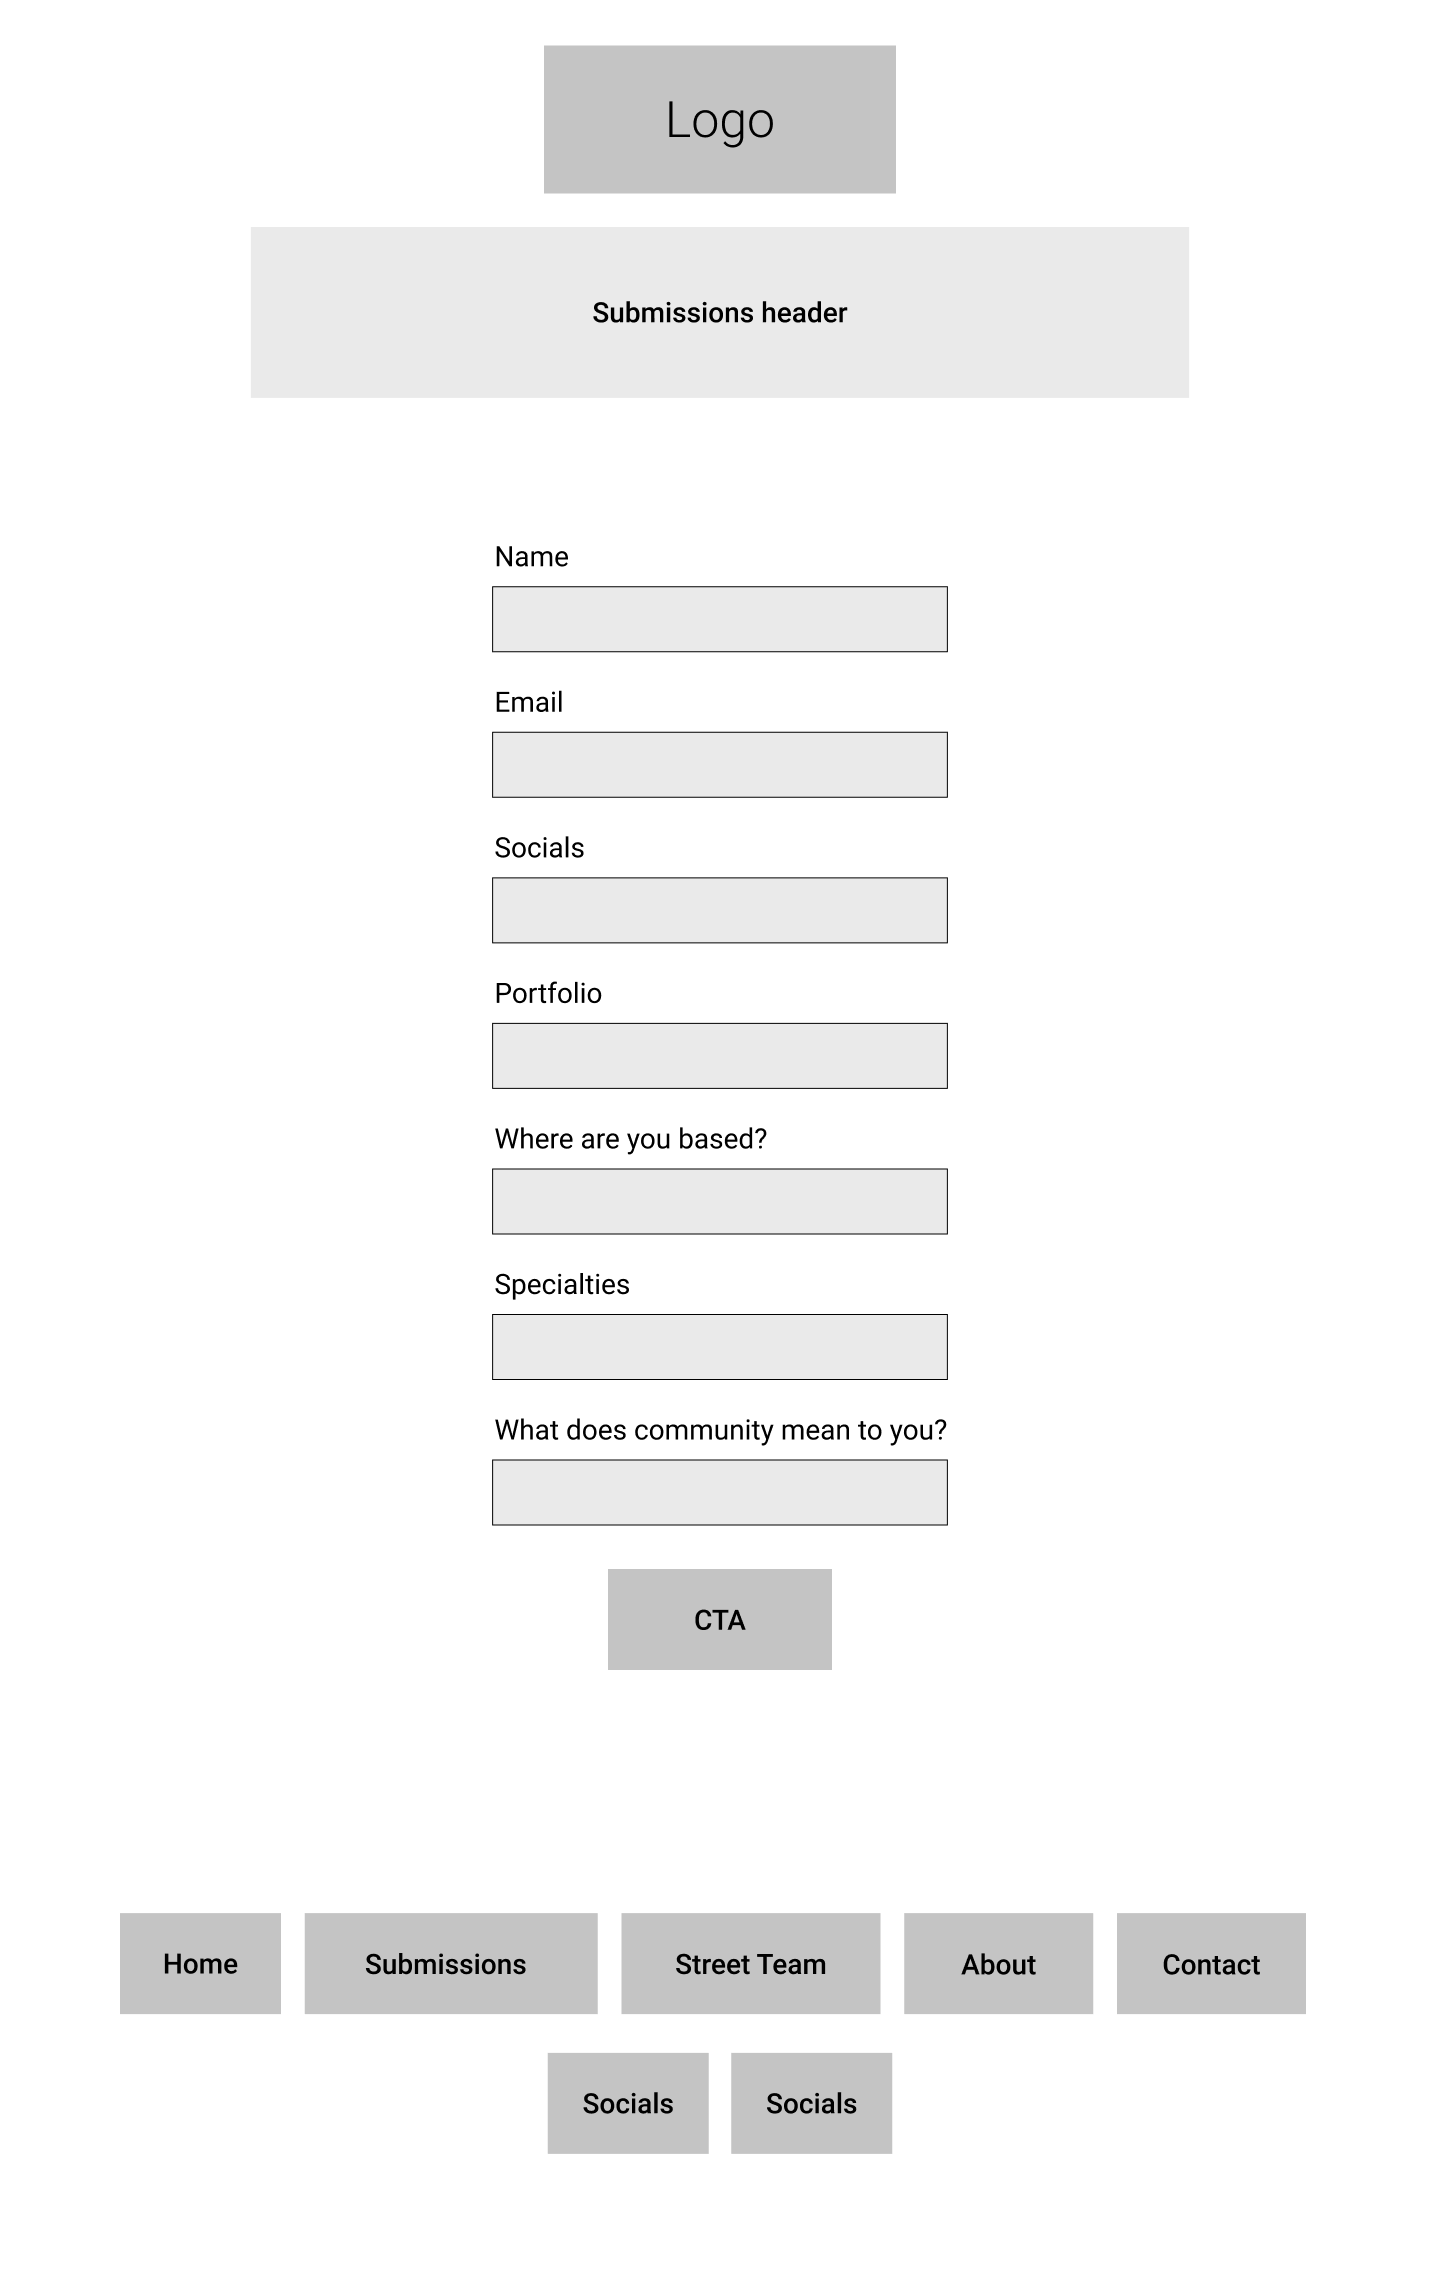 Logo
Submissions header
Name
Email
Socials
Portfolio
Where are you based?
Specialties
What does community mean to you?
CTA
Home
Submissions
Street Team
About
Contact
Socials
Socials